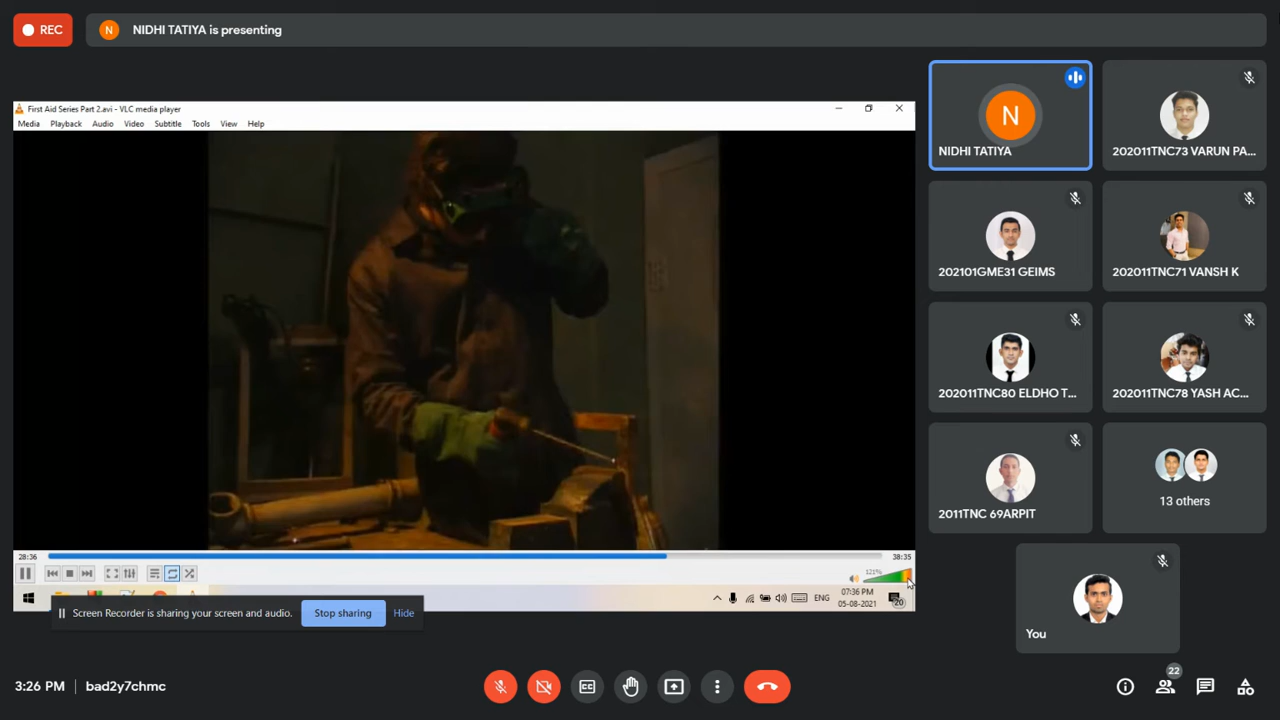 REC
N
NIDHI TATIYA is presenting
First Aid Series Part 2.avi - VLC media player
Media Playback Audio Video Subtitle Tools View Help
28:36
38:35
121%
Screen Recorder is sharing your screen and audio.
Stop sharing
Hide
ENG
07:36 PM
05-08-2021
20
N
NIDHI TATIYA
202011TNC73 VARUN PA...
202101GME31 GEIMS
202011TNC71 VANSH K
202011TNC80 ELDHO T...
202011TNC78 YASH AC...
2011TNC 69ARPIT
13 others
You
3:26 PM | bad2y7chmc
CC
22